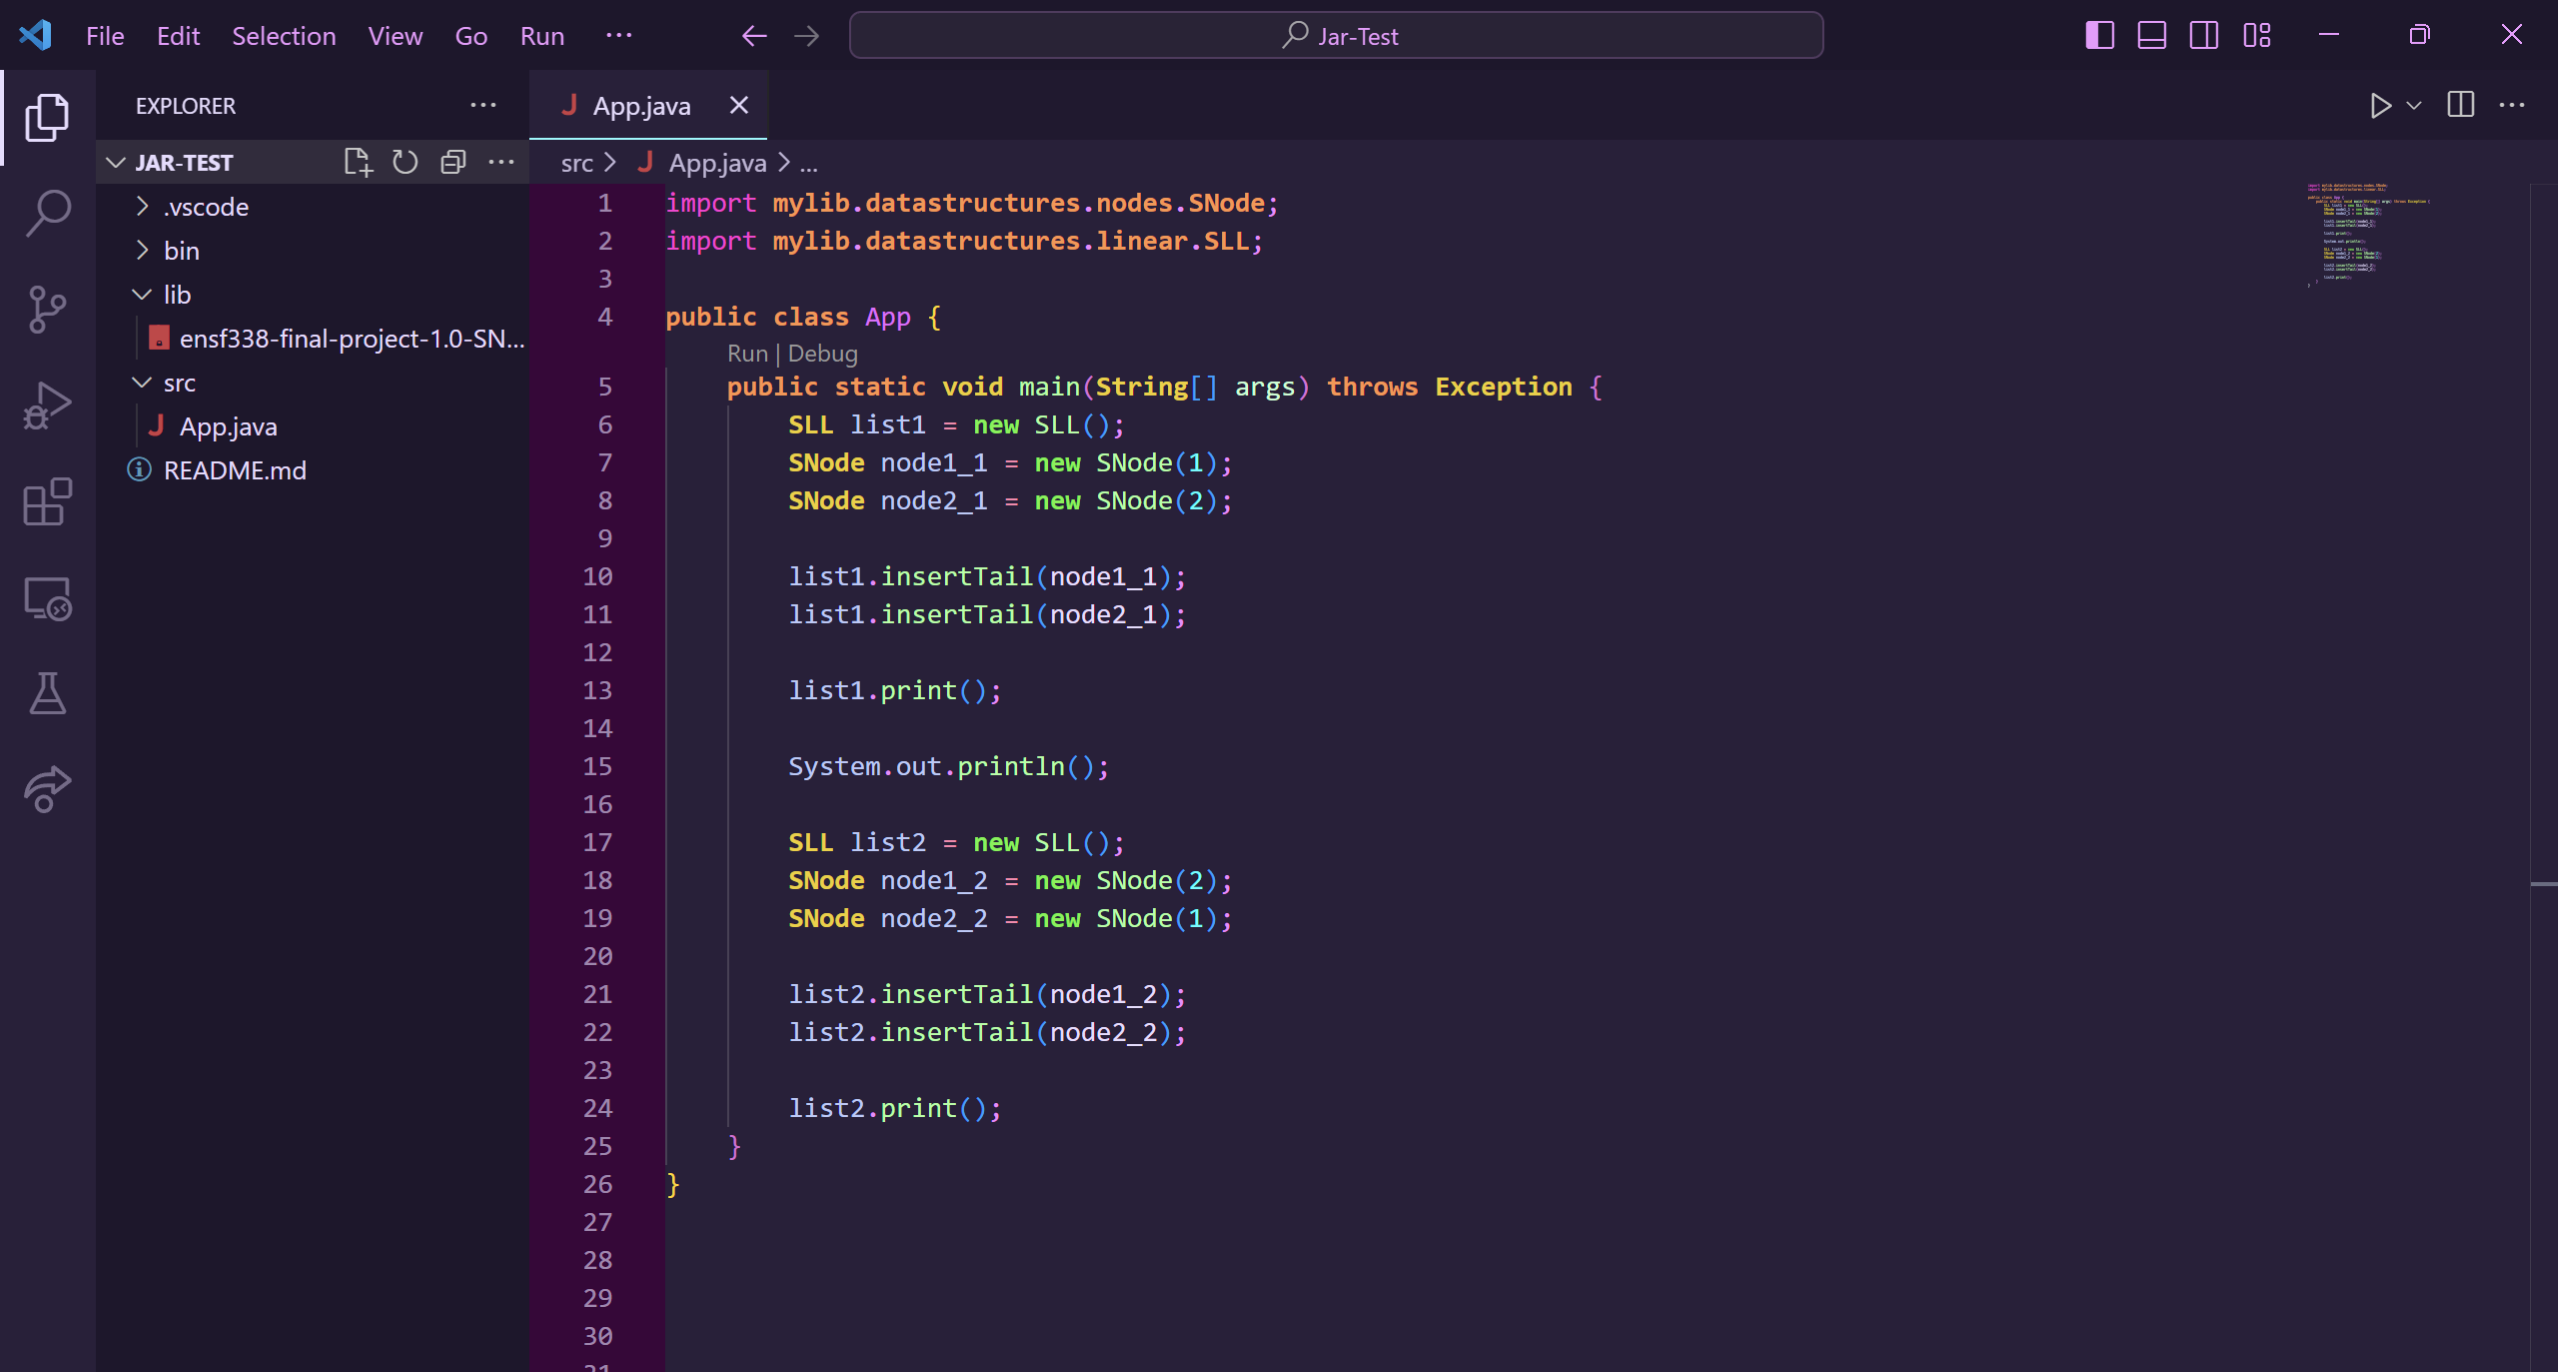 File Edit Selection View Go Run ··· Jar-Test
EXPLORER ···
JAR-TEST
.vscode
bin
lib
ensf338-final-project-1.0-SN...
src
App.java
README.md
App.java
src > App.java > ...
1 import mylib.datastructures.nodes.SNode;
2 import mylib.datastructures.linear.SLL;
3
4 public class App {
Run | Debug
5 public static void main(String[] args) throws Exception {
6 SLL list1 = new SLL();
7 SNode node1_1 = new SNode(1);
8 SNode node2_1 = new SNode(2);
9
10 list1.insertTail(node1_1);
11 list1.insertTail(node2_1);
12
13 list1.print();
14
15 System.out.println();
16
17 SLL list2 = new SLL();
18 SNode node1_2 = new SNode(2);
19 SNode node2_2 = new SNode(1);
20
21 list2.insertTail(node1_2);
22 list2.insertTail(node2_2);
23
24 list2.print();
25 }
26 }
27
28
29
30
31